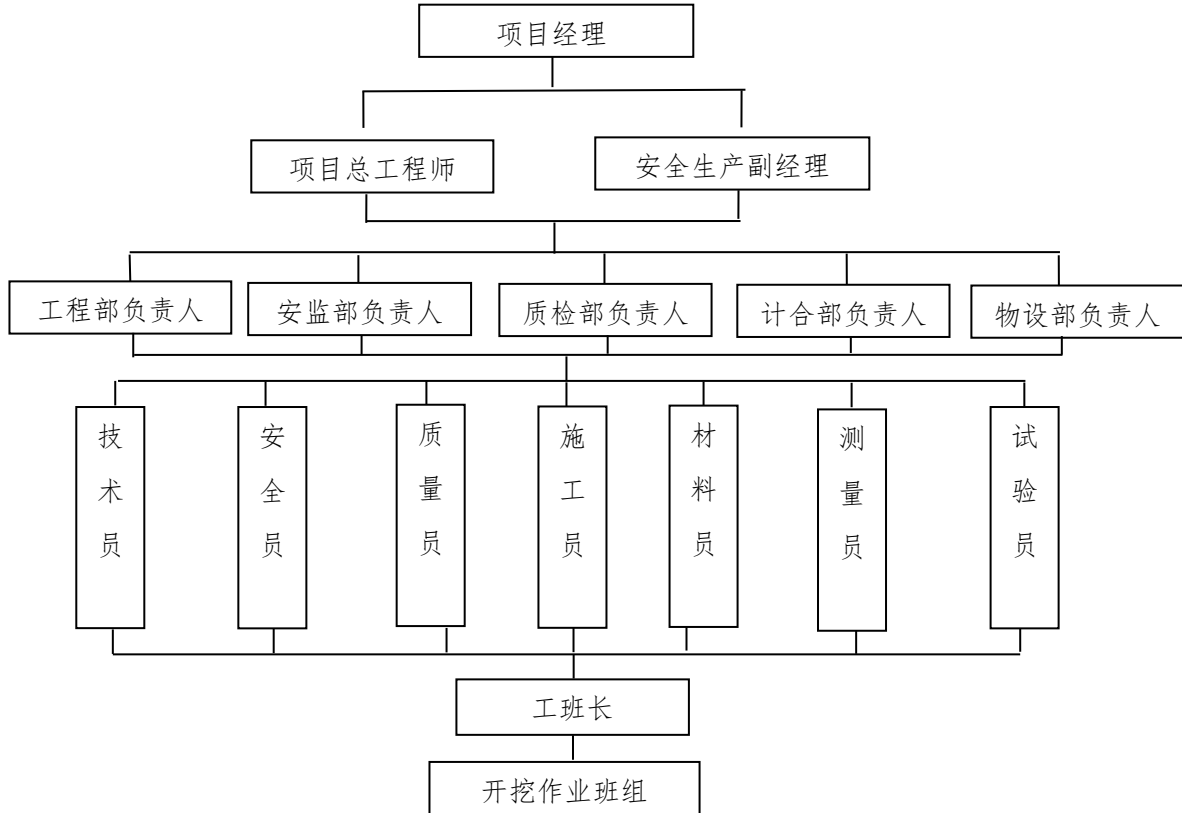 项目经理
项目总工程师
安全生产副经理
工程部负责人
安监部负责人
质检部负责人
计合部负责人
物设部负责人
技术员
安全员
质量员
施工员
材料员
测量员
试验员
工班长
开挖作业班组